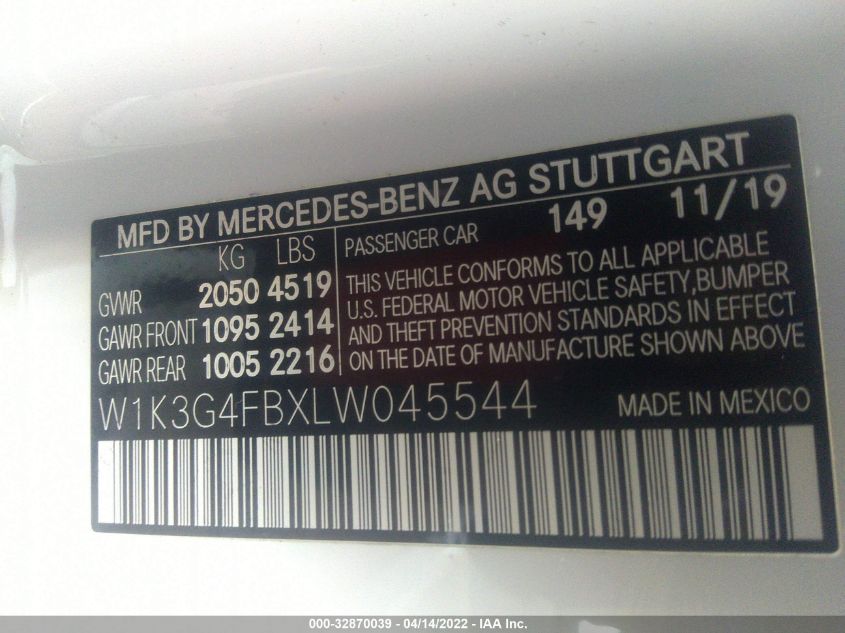 MFD BY MERCEDES-BENZ AG STUTTGART
KG LBS
GVWR 2050 4519
GAWR FRONT 1095 2414
GAWR REAR 1005 2216
PASSENGER CAR 149 11/19
THIS VEHICLE CONFORMS TO ALL APPLICABLE
U.S. FEDERAL MOTOR VEHICLE SAFETY,BUMPER
AND THEFT PREVENTION STANDARDS IN EFFECT
ON THE DATE OF MANUFACTURE SHOWN ABOVE
W1K3G4FBXLW045544 MADE IN MEXICO
000-32870039 - 04/14/2022 - IAA Inc.